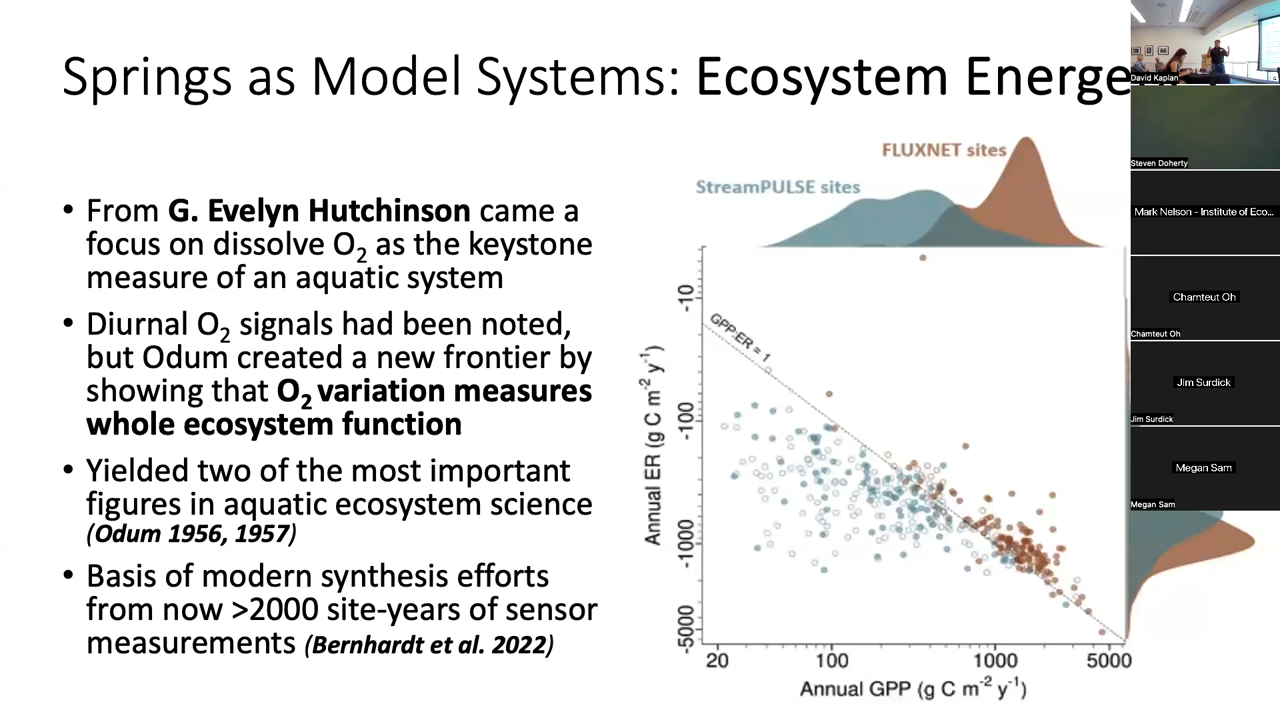 Springs as Model Systems: Ecosystem Energe
• From G. Evelyn Hutchinson came a
focus on dissolve O2 as the keystone
measure of an aquatic system
• Diurnal O2 signals had been noted,
but Odum created a new frontier by
showing that O2 variation measures
whole ecosystem function
• Yielded two of the most important
figures in aquatic ecosystem science
(Odum 1956, 1957)
• Basis of modern synthesis efforts
from now >2000 site-years of sensor
measurements (Bernhardt et al. 2022)
FLUXNET sites
StreamPULSE sites
GPP:ER = 1
Annual ER (g C m-2 y-1)
-10
-100
-1000
-5000
20
100
1000
5000
Annual GPP (g C m-2 y-1)
David Kaplan
Steven Doherty
Mark Nelson - Institute of Eco...
Chamteut Oh
Chamteut Oh
Jim Surdick
Jim Surdick
Megan Sam
Megan Sam